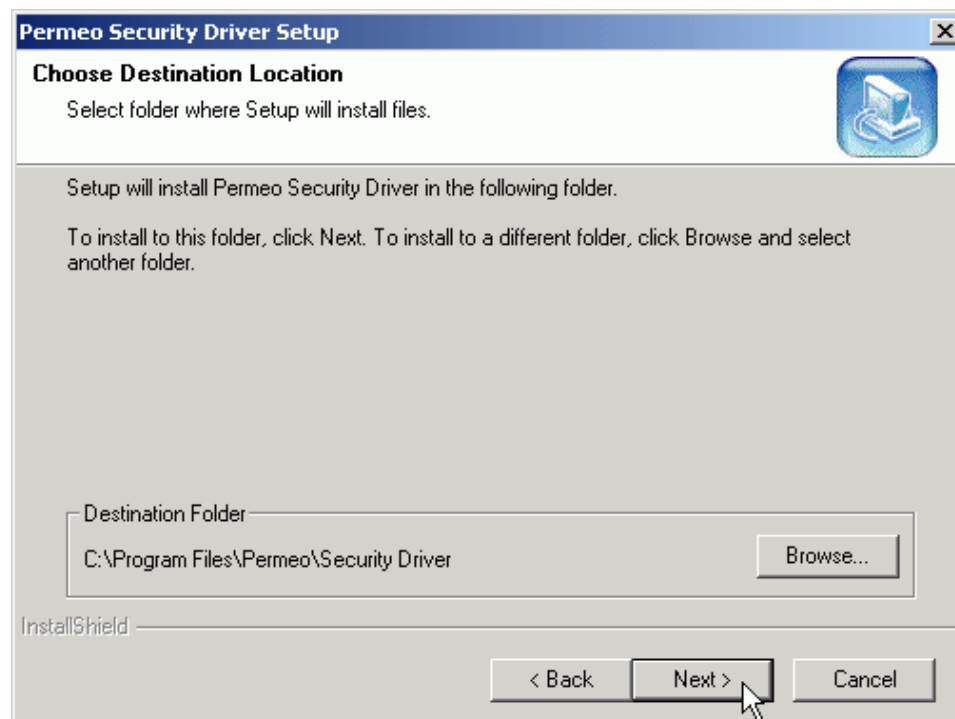 Permeo Security Driver Setup
Choose Destination Location
Select folder where Setup will install files.
Setup will install Permeo Security Driver in the following folder.
To install to this folder, click Next. To install to a different folder, click Browse and select
another folder.
Destination Folder
C:\Program Files\Permeo\Security Driver
Browse...
InstallShield
< Back
Next >
Cancel